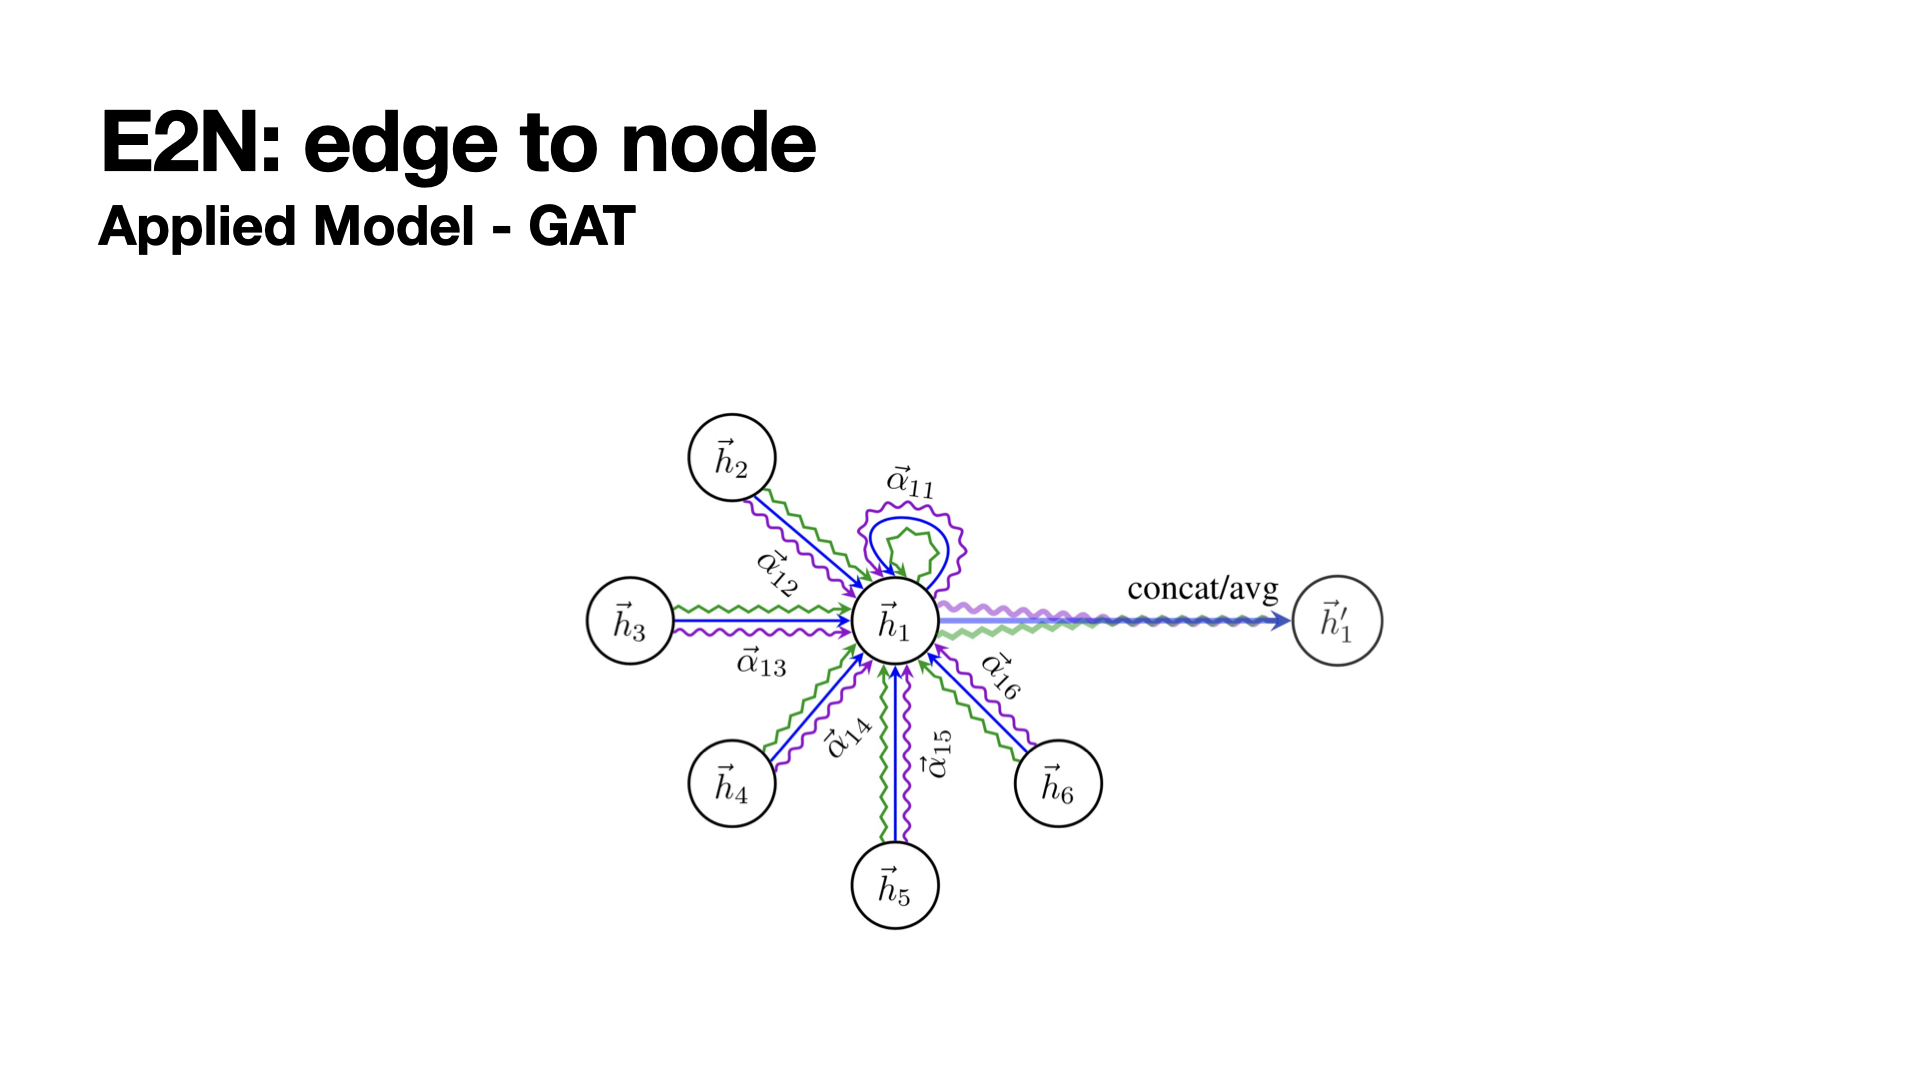 E2N: edge to node
Applied Model - GAT
$\vec{h}_2$
$\vec{\alpha}_{11}$
$\vec{\alpha}_{12}$
concat/avg
$\vec{h}_3$
$\vec{h}_1$
$\vec{h}'_1$
$\vec{\alpha}_{13}$
$\vec{\alpha}_{16}$
$\vec{\alpha}_{14}$
$\vec{\alpha}_{15}$
$\vec{h}_4$
$\vec{h}_6$
$\vec{h}_5$